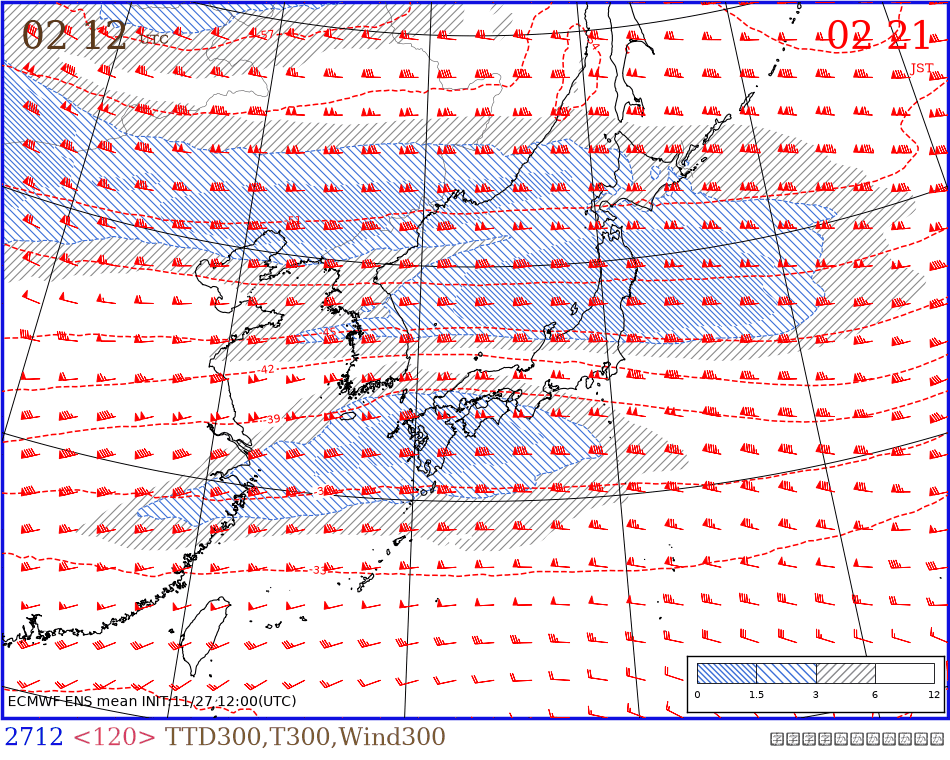 02 12 UTC
02 21
JST
-57
-51
-45
-42
-39
-33
ECMWF ENS mean INIT:11/27 12:00(UTC)
0 1.5 3 6 12
2712 <120> TTD300,T300,Wind300